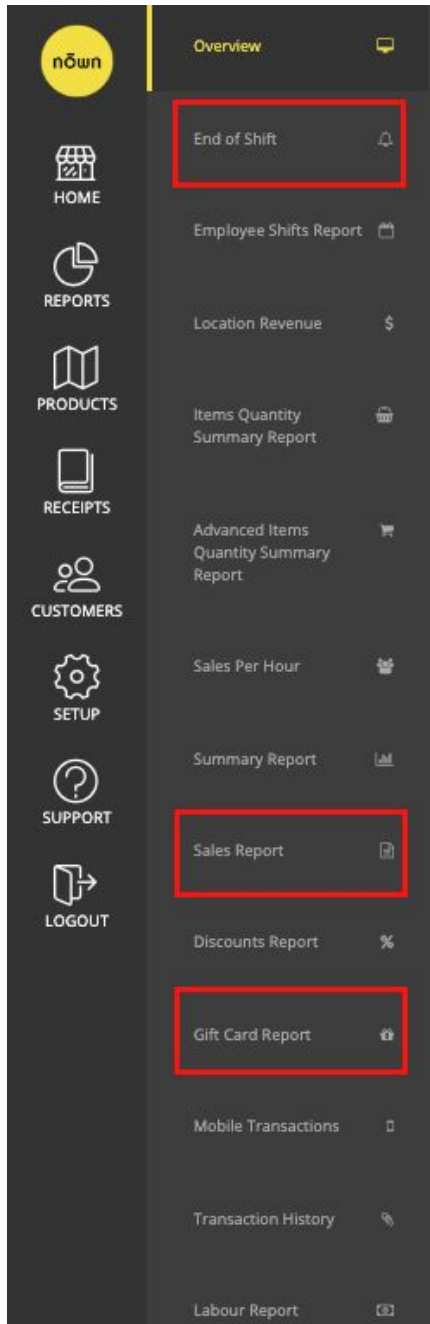 nōwn
HOME
REPORTS
PRODUCTS
RECEIPTS
CUSTOMERS
SETUP
SUPPORT
LOGOUT
Overview
End of Shift
Employee Shifts Report
Location Revenue
Items Quantity
Summary Report
Advanced Items
Quantity Summary
Report
Sales Per Hour
Summary Report
Sales Report
Discounts Report
Gift Card Report
Mobile Transactions
Transaction History
Labour Report